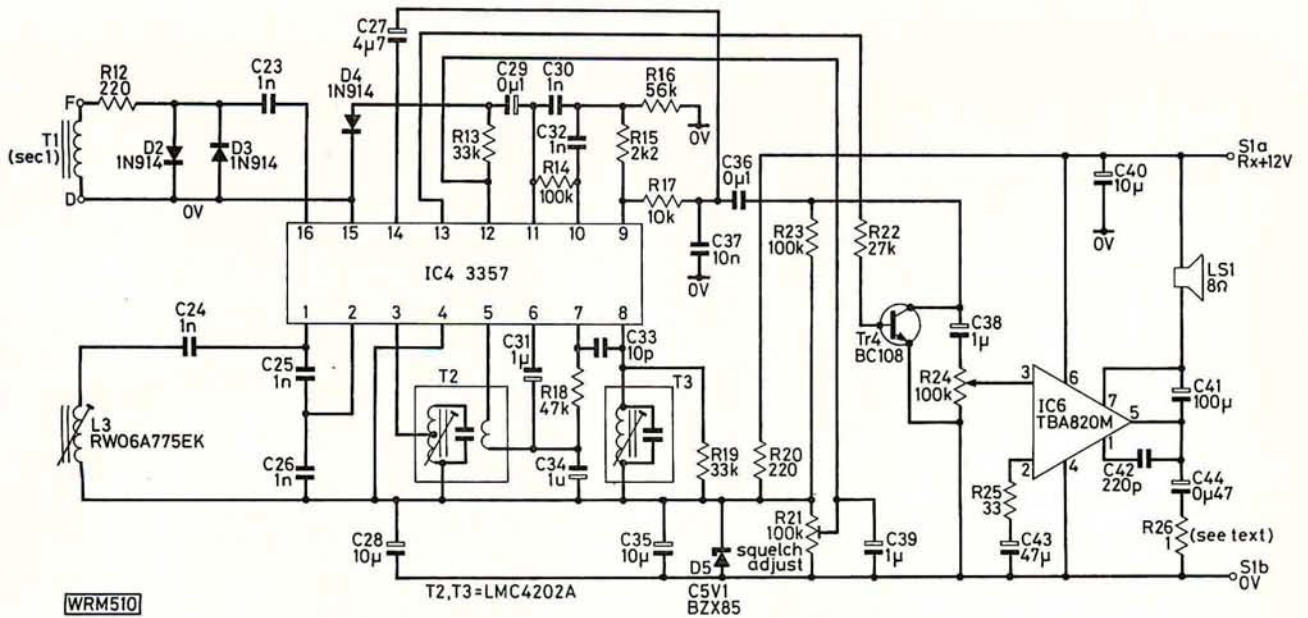 C27
4µ7
R12
220
C23
1n
D4
1N914
C29
0µ1
C30
1n
R16
56k
F
T1
(sec1)
D2
1N914
D3
1N914
R13
33k
C32
1n
R15
2k2
0V
R14
100k
R17
10k
C36
0µ1
S1a
Rx+12V
C40
10µ
D
0V
R23
100k
R22
27k
0V
16
15
14
13
12
11
10
9
C37
10n
0V
LS1
8Ω
IC4 3357
1
2
3
4
5
6
7
8
C24
1n
C25
1n
C31
1µ
C33
10p
Tr4
BC108
C38
1µ
T2
R18
47k
T3
R24
100k
3
6
7
IC6
TBA820M
5
C41
100µ
L3
RW06A775EK
C26
1n
C34
1u
R19
33k
R20
220
2
4
1
C42
220p
C44
0µ47
R25
33
C28
10µ
C35
10µ
R21
100k
squelch
adjust
C39
1µ
C43
47µ
R26
1
(see text)
D5
C5V1
BZX85
T2,T3=LMC4202A
S1b
0V
WRM510